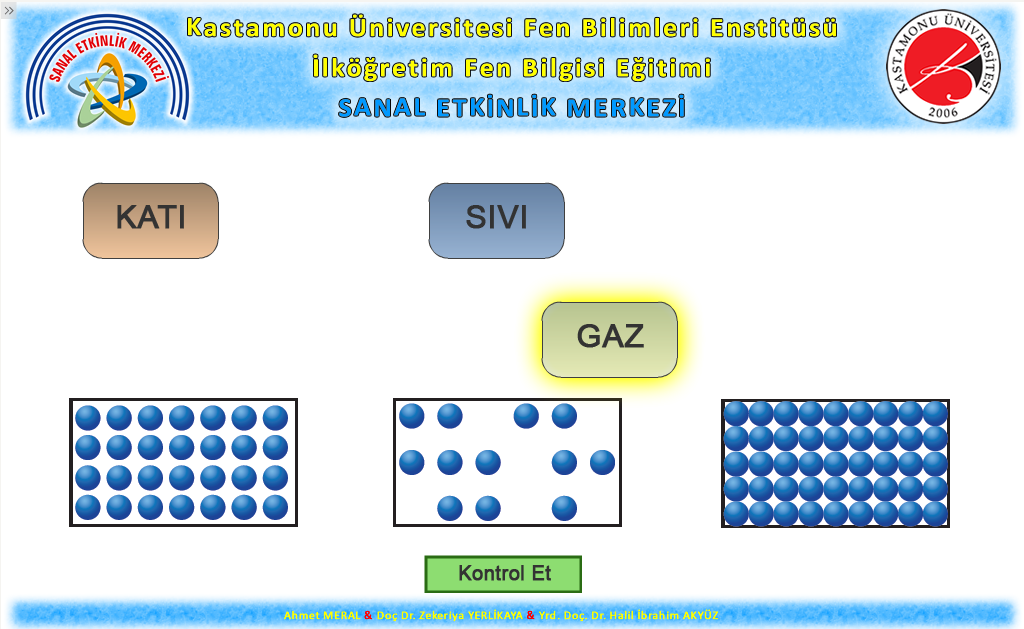 Kastamonu Üniversitesi Fen Bilimleri Enstitüsü
İlköğretim Fen Bilgisi Eğitimi
SANAL ETKİNLİK MERKEZİ
SANAL ETKİNLİK MERKEZİ
KASTAMONU ÜNİVERSİTESİ
2006
KATI
SIVI
GAZ
Kontrol Et
Ahmet MERAL & Doç Dr. Zekeriya YERLİKAYA & Yrd. Doç. Dr. Halil İbrahim AKYÜZ